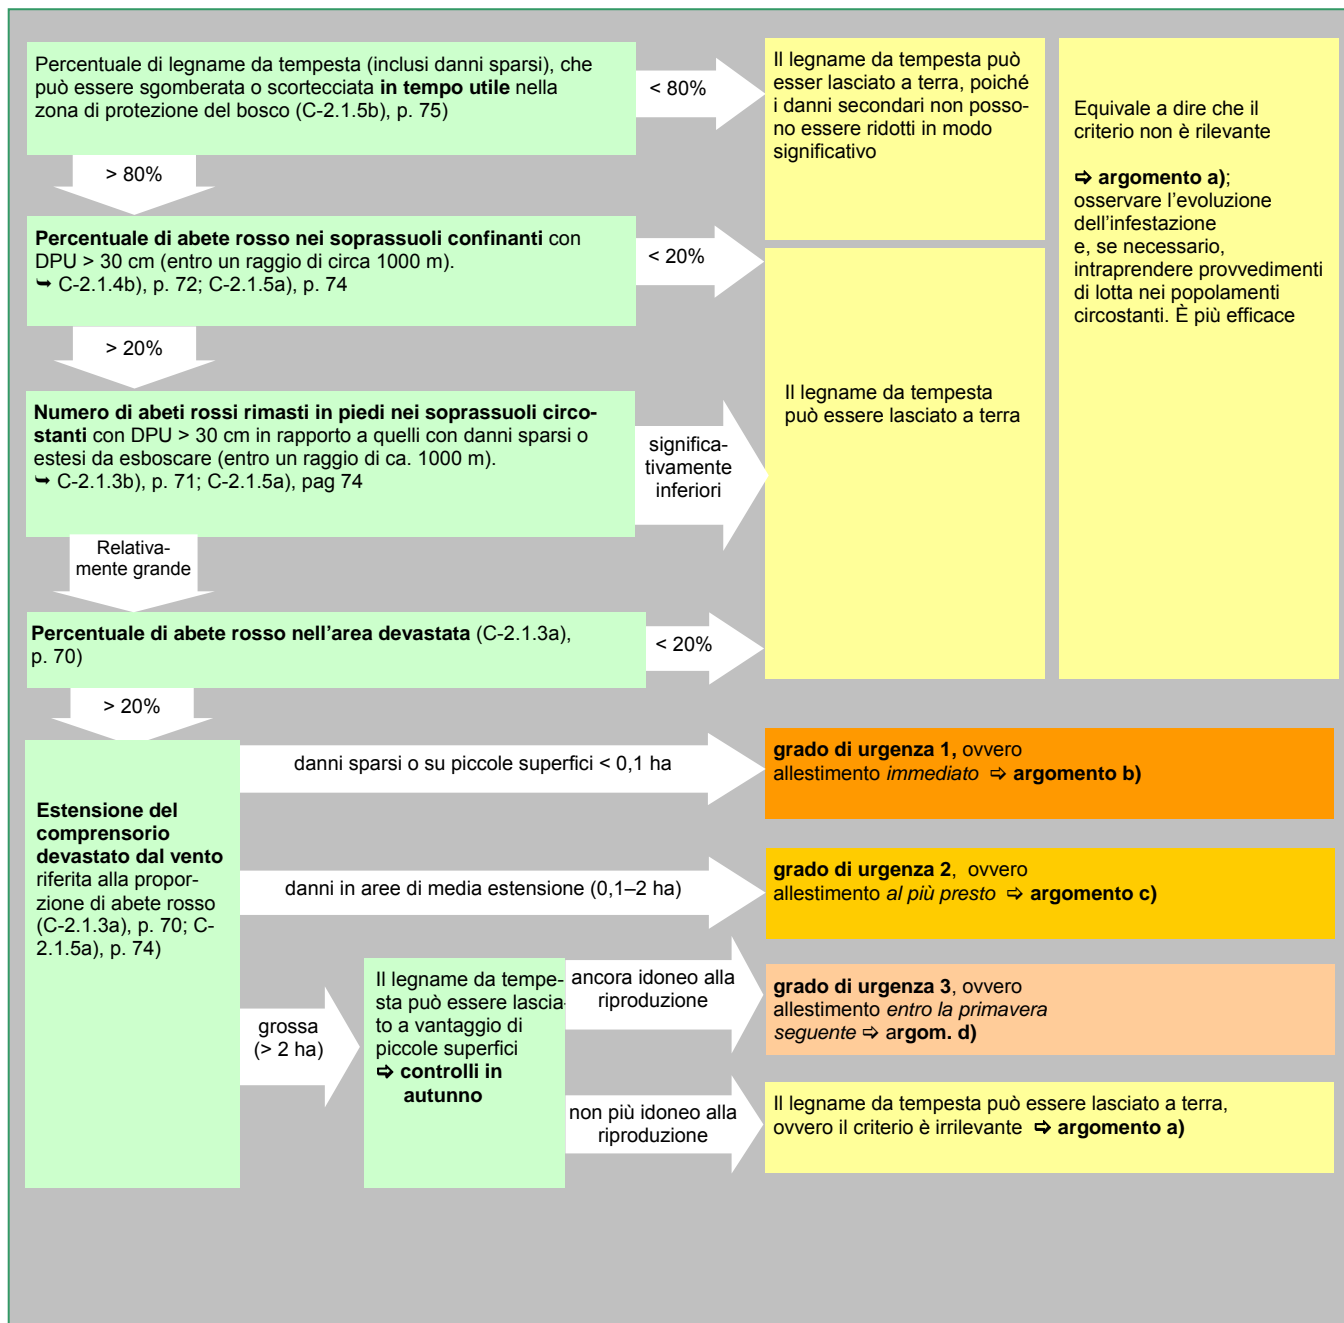 Percentuale di legname da tempesta (inclusi danni sparsi), che
può essere sgomberata o scortecciata in tempo utile nella
zona di protezione del bosco (C-2.1.5b), p. 75)
< 80%
Il legname da tempesta può
esser lasciato a terra, poiché
i danni secondari non posso-
no essere ridotti in modo
significativo
Equivale a dire che il
criterio non è rilevante
⇨ argomento a);
osservare l'evoluzione
dell'infestazione
e, se necessario,
intraprendere provvedimenti
di lotta nei popolamenti
circostanti. È più efficace
> 80%
Percentuale di abete rosso nei soprassuoli confinanti con
DPU > 30 cm (entro un raggio di circa 1000 m).
➥ C-2.1.4b), p. 72; C-2.1.5a), p. 74
< 20%
> 20%
Numero di abeti rossi rimasti in piedi nei soprassuoli circo-
stanti con DPU > 30 cm in rapporto a quelli con danni sparsi o
estesi da esboscare (entro un raggio di ca. 1000 m).
➥ C-2.1.3b), p. 71; C-2.1.5a), pag 74
significa-
tivamente
inferiori
Il legname da tempesta
può essere lasciato a terra
Relativa-
mente grande
Percentuale di abete rosso nell'area devastata (C-2.1.3a),
p. 70)
< 20%
> 20%
Estensione del
comprensorio
devastato dal vento
riferita alla propor-
zione di abete rosso
(C-2.1.3a), p. 70; C-
2.1.5a), p. 74)
danni sparsi o su piccole superfici < 0,1 ha
grado di urgenza 1, ovvero
allestimento immediato ⇨ argomento b)
danni in aree di media estensione (0,1–2 ha)
grado di urgenza 2, ovvero
allestimento al più presto ⇨ argomento c)
grossa
(> 2 ha)
Il legname da tempe-
sta può essere lascia-
to a vantaggio di
piccole superfici
⇨ controlli in
autunno
ancora idoneo alla
riproduzione
grado di urgenza 3, ovvero
allestimento entro la primavera
seguente ⇨ argom. d)
non più idoneo alla
riproduzione
Il legname da tempesta può essere lasciato a terra,
ovvero il criterio è irrilevante ⇨ argomento a)